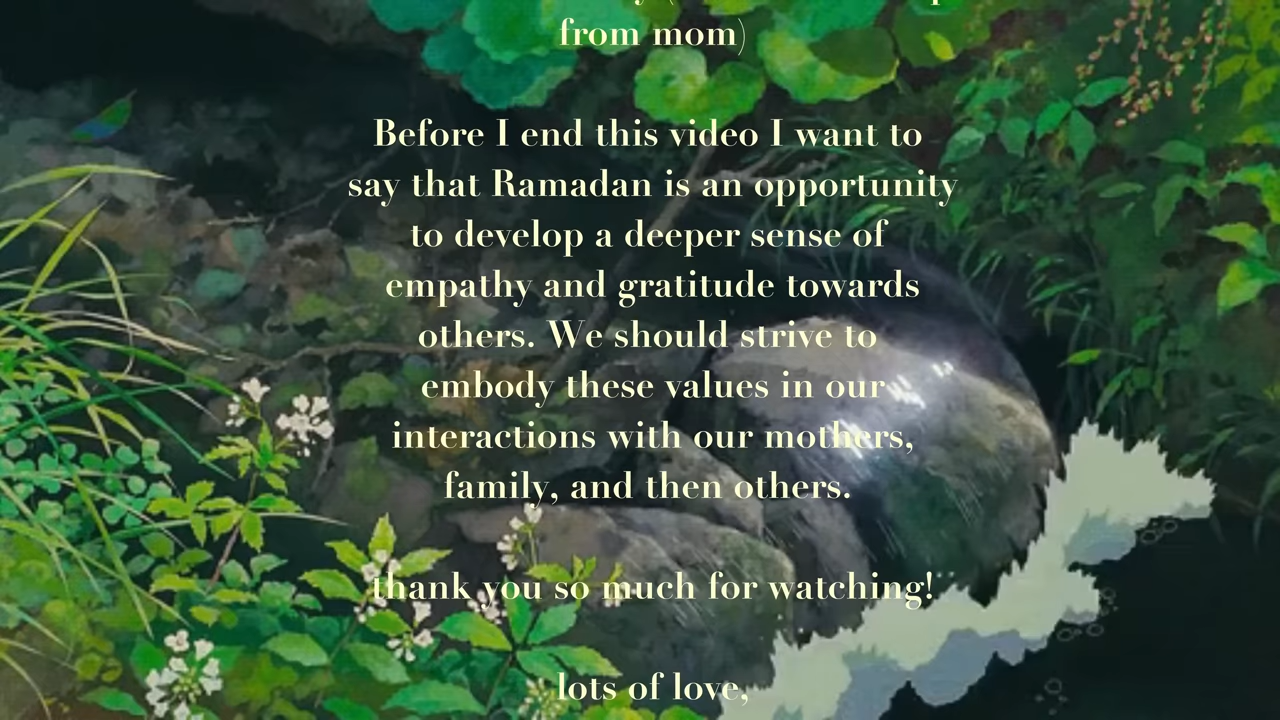 from mom)
Before I end this video I want to
say that Ramadan is an opportunity
to develop a deeper sense of
empathy and gratitude towards
others. We should strive to
embody these values in our
interactions with our mothers,
family, and then others.
thank you so much for watching!
lots of love,